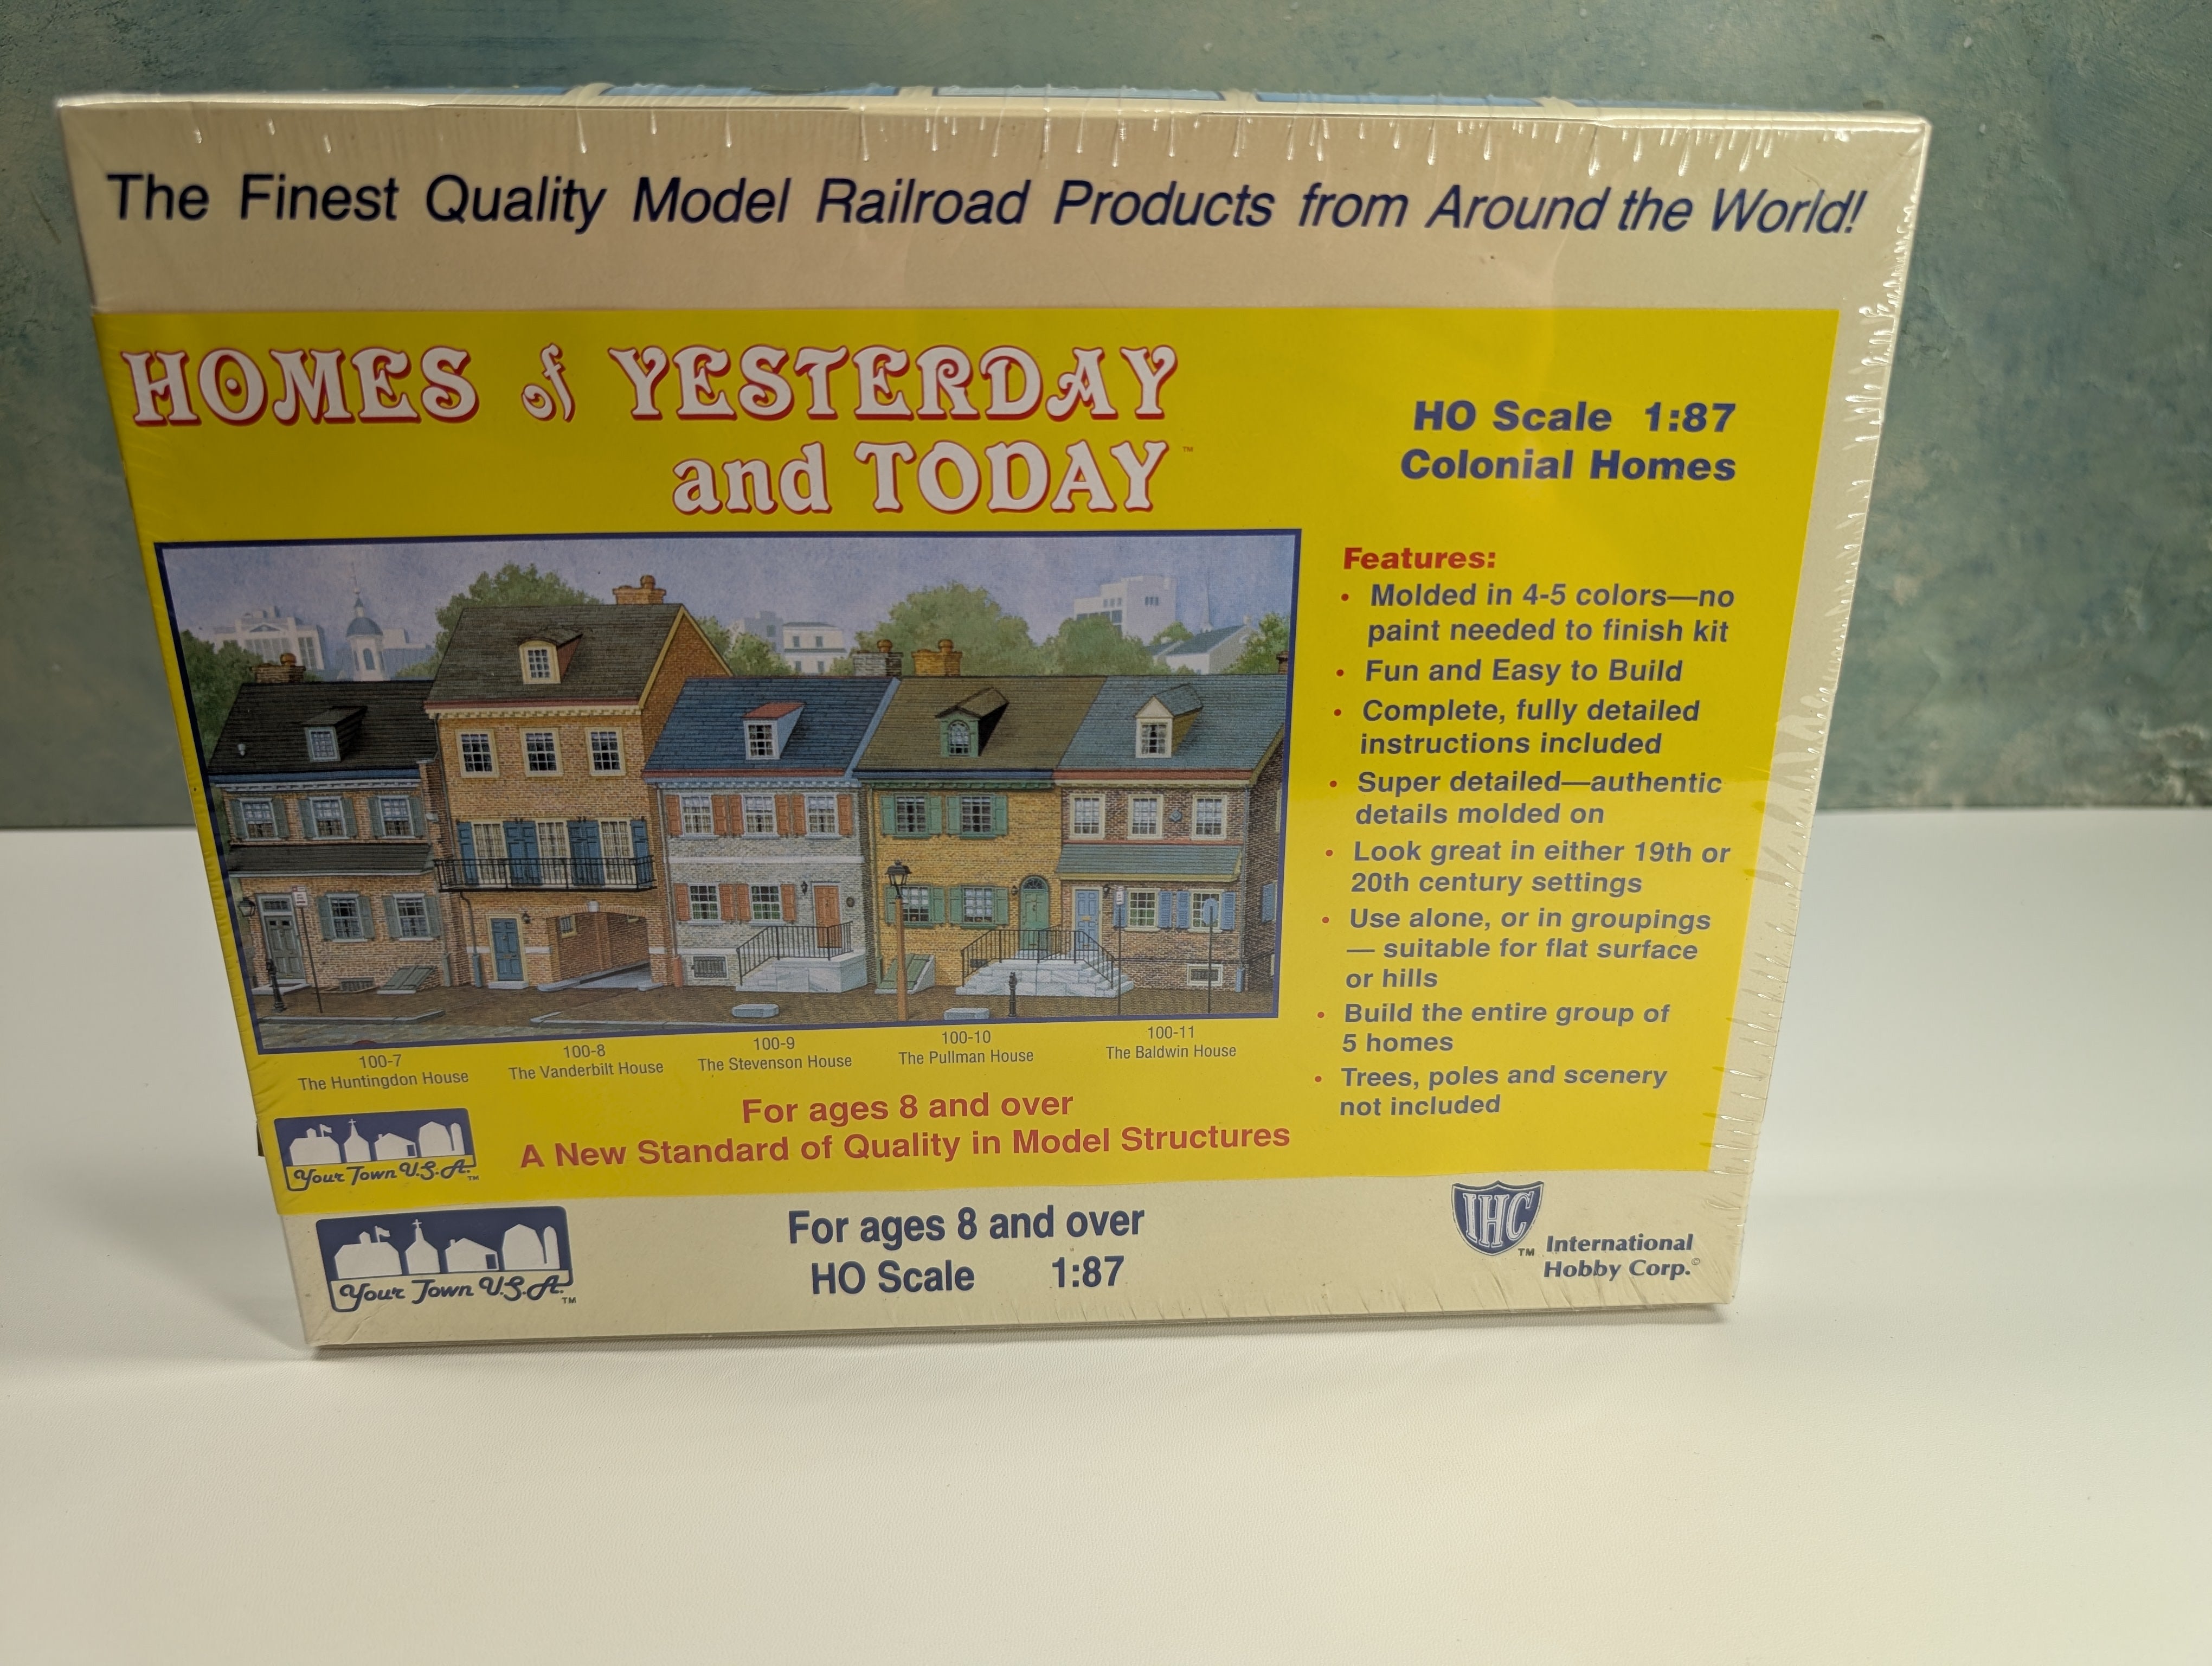 The Finest Quality Model Railroad Products from Around the World!
HOMES of YESTERDAY
and TODAY™
HO Scale 1:87
Colonial Homes
Features:
• Molded in 4-5 colors—no
paint needed to finish kit
• Fun and Easy to Build
• Complete, fully detailed
instructions included
• Super detailed—authentic
details molded on
• Look great in either 19th or
20th century settings
• Use alone, or in groupings
— suitable for flat surface
or hills
• Build the entire group of
5 homes
• Trees, poles and scenery
not included
100-7
The Huntingdon House
100-8
The Vanderbilt House
100-9
The Stevenson House
100-10
The Pullman House
100-11
The Baldwin House
For ages 8 and over
A New Standard of Quality in Model Structures
Your Town U.S.A.™
Your Town U.S.A.™
For ages 8 and over
HO Scale 1:87
IHC™
International
Hobby Corp.©